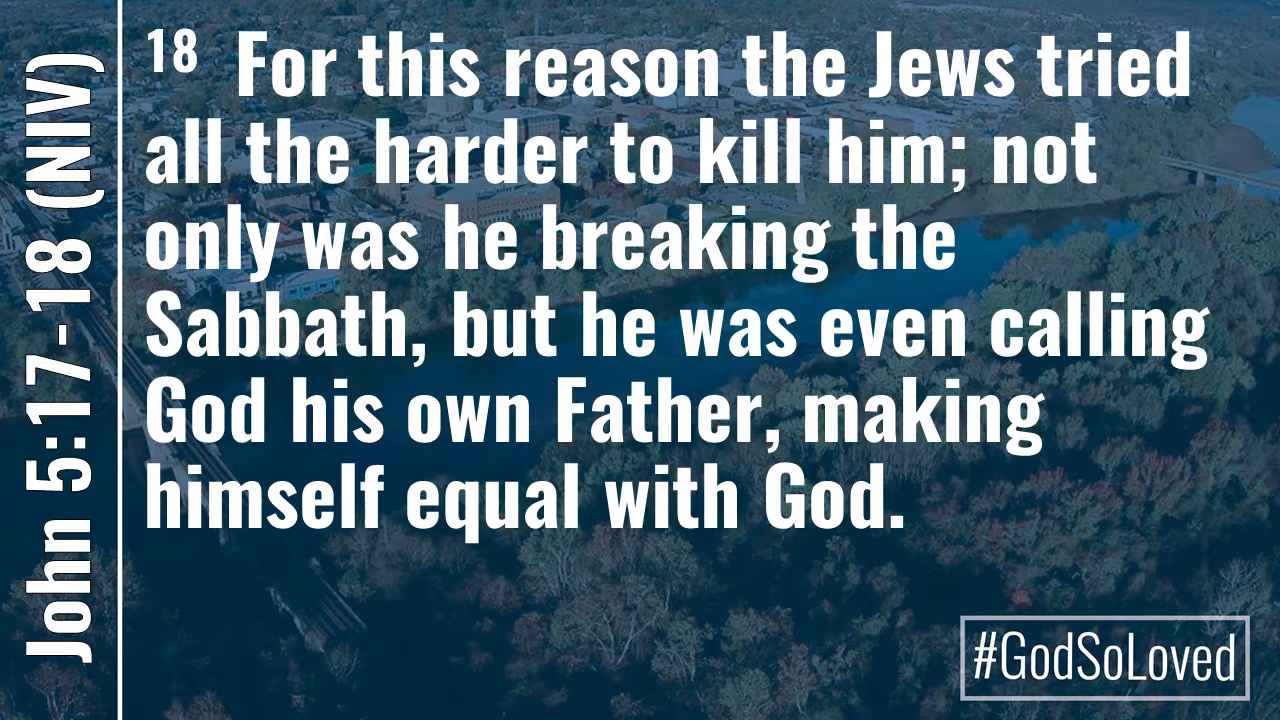 John 5:17-18 (NIV)
18 For this reason the Jews tried
all the harder to kill him; not
only was he breaking the
Sabbath, but he was even calling
God his own Father, making
himself equal with God.
#GodSoLoved